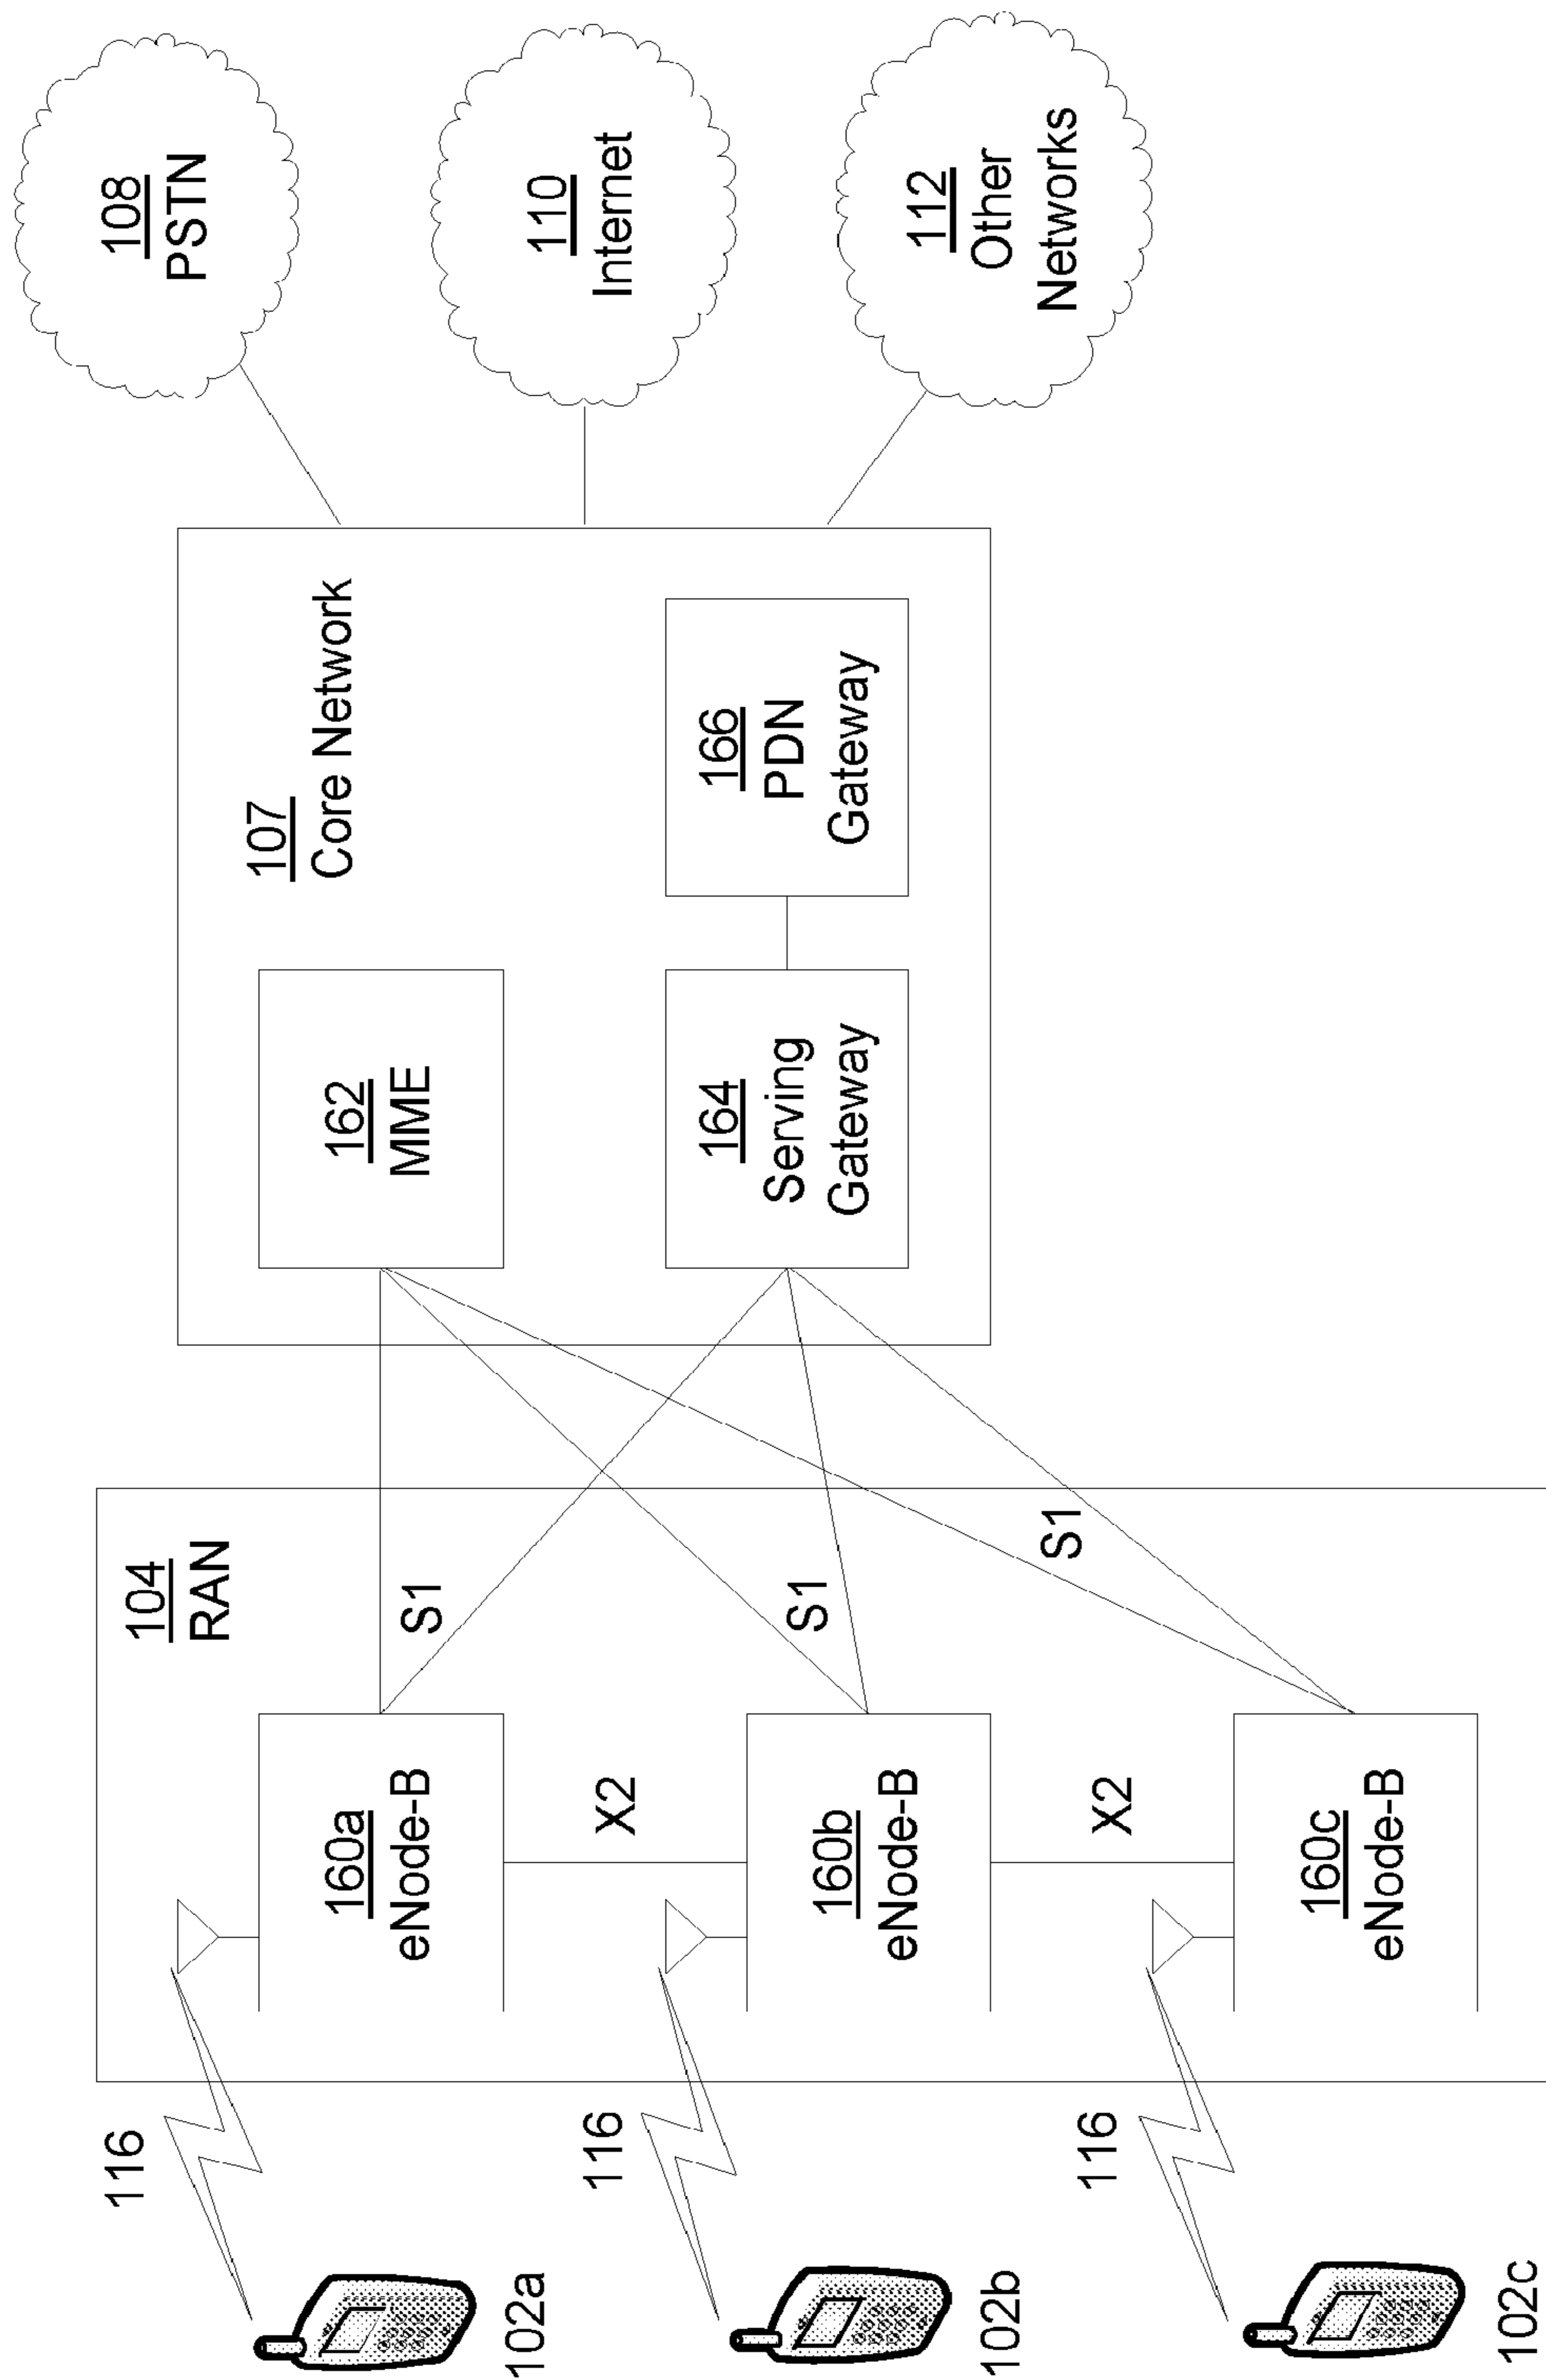 102a
102b
102c
116
116
116
104
RAN
160a
eNode-B
160b
eNode-B
160c
eNode-B
X2
X2
S1
S1
S1
107
Core Network
162
MME
164
Serving
Gateway
166
PDN
Gateway
108
PSTN
110
Internet
112
Other
Networks